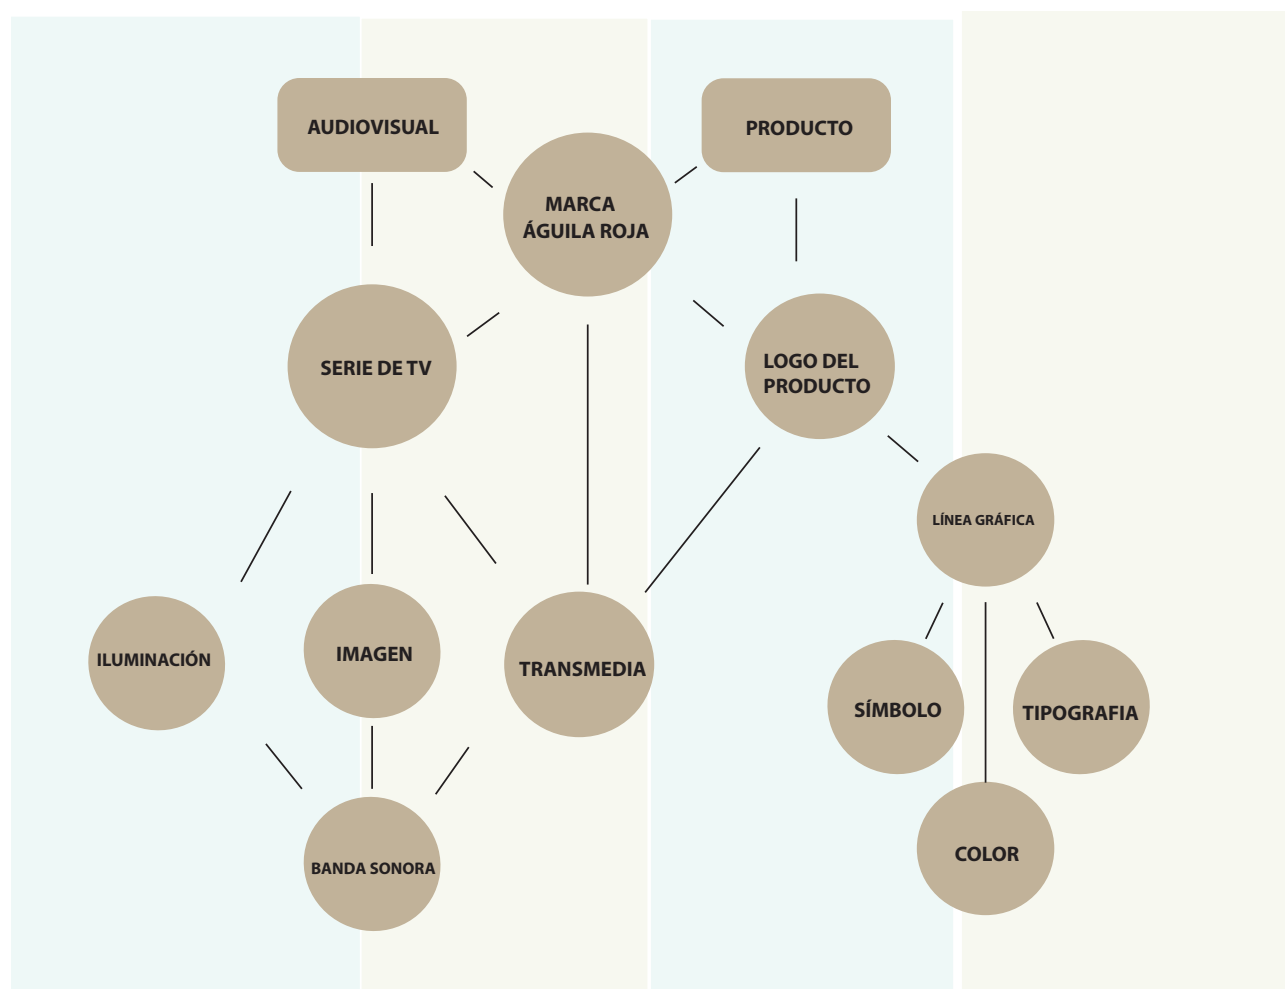 AUDIOVISUAL
PRODUCTO
MARCA
ÁGUILA ROJA
SERIE DE TV
LOGO DEL
PRODUCTO
LÍNEA GRÁFICA
ILUMINACIÓN
IMAGEN
TRANSMEDIA
SÍMBOLO
TIPOGRAFIA
BANDA SONORA
COLOR